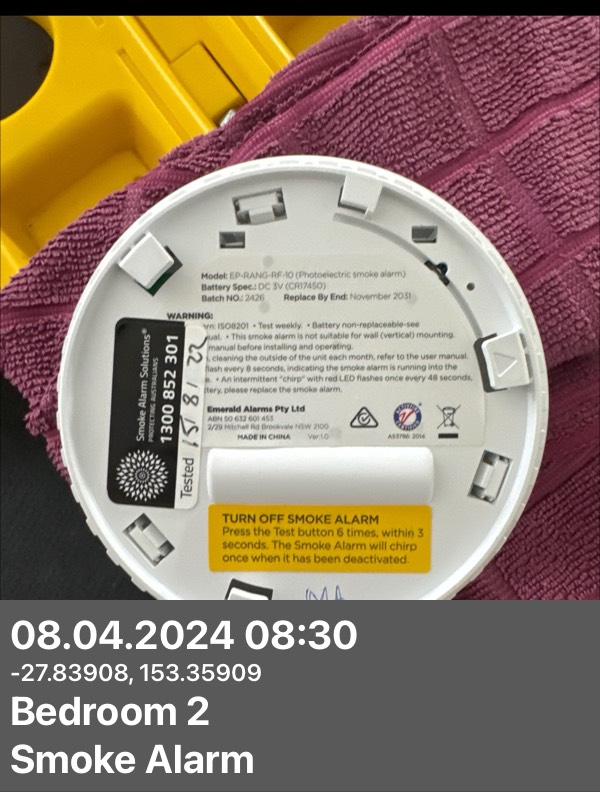 Model: EP-RANG-RF-10 (Photoelectric smoke alarm)
Battery Spec.: DC 3V (CR17450)
Batch NO.: 2426 Replace By End: November 2031
WARNING:
rn: ISO8201 • Test weekly. • Battery non-replaceable-see
ual. • This smoke alarm is not suitable for wall (vertical) mounting.
manual before installing and operating.
, cleaning the outside of the unit each month, refer to the user manual.
flash every 8 seconds, indicating the smoke alarm is running into the
e. • An intermittent "chirp" with red LED flashes once every 48 seconds,
tery, please replace the smoke alarm.
Smoke Alarm Solutions®
PROTECTING AUSTRALIANS
1300 852 301
Tested 15/8/22
Emerald Alarms Pty Ltd
ABN 50 632 601 453
2/29 Mitchell Rd Brookvale NSW 2100
MADE IN CHINA Ver:1.0
AS3786: 2014
TURN OFF SMOKE ALARM
Press the Test button 6 times, within 3
seconds. The Smoke Alarm will chirp
once when it has been deactivated.
08.04.2024 08:30
-27.83908, 153.35909
Bedroom 2
Smoke Alarm